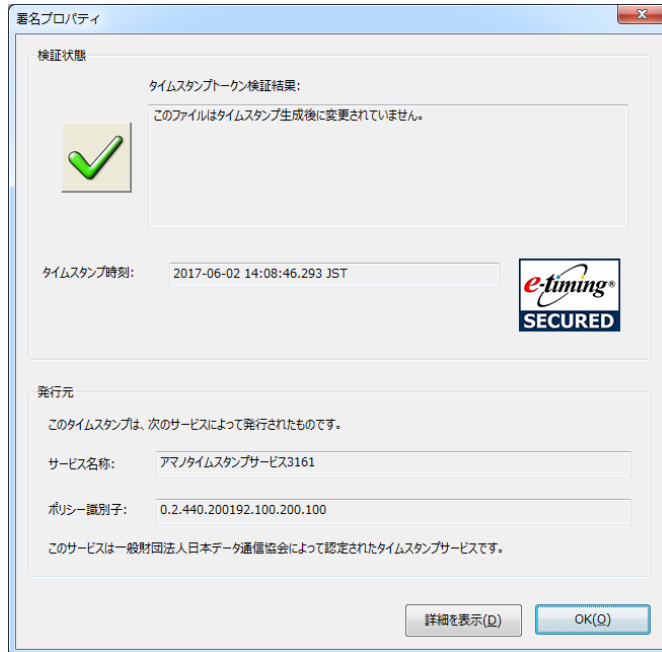 署名プロパティ
検証状態
タイムスタンプトークン検証結果:
このファイルはタイムスタンプ生成後に変更されていません。
タイムスタンプ時刻:
2017-06-02 14:08:46.293 JST
e-timing®
SECURED
発行元
このタイムスタンプは、次のサービスによって発行されたものです。
サービス名称:
アマノタイムスタンプサービス3161
ポリシー識別子:
0.2.440.200192.100.200.100
このサービスは一般財団法人日本データ通信協会によって認定されたタイムスタンプサービスです。
詳細を表示(D)
OK(O)